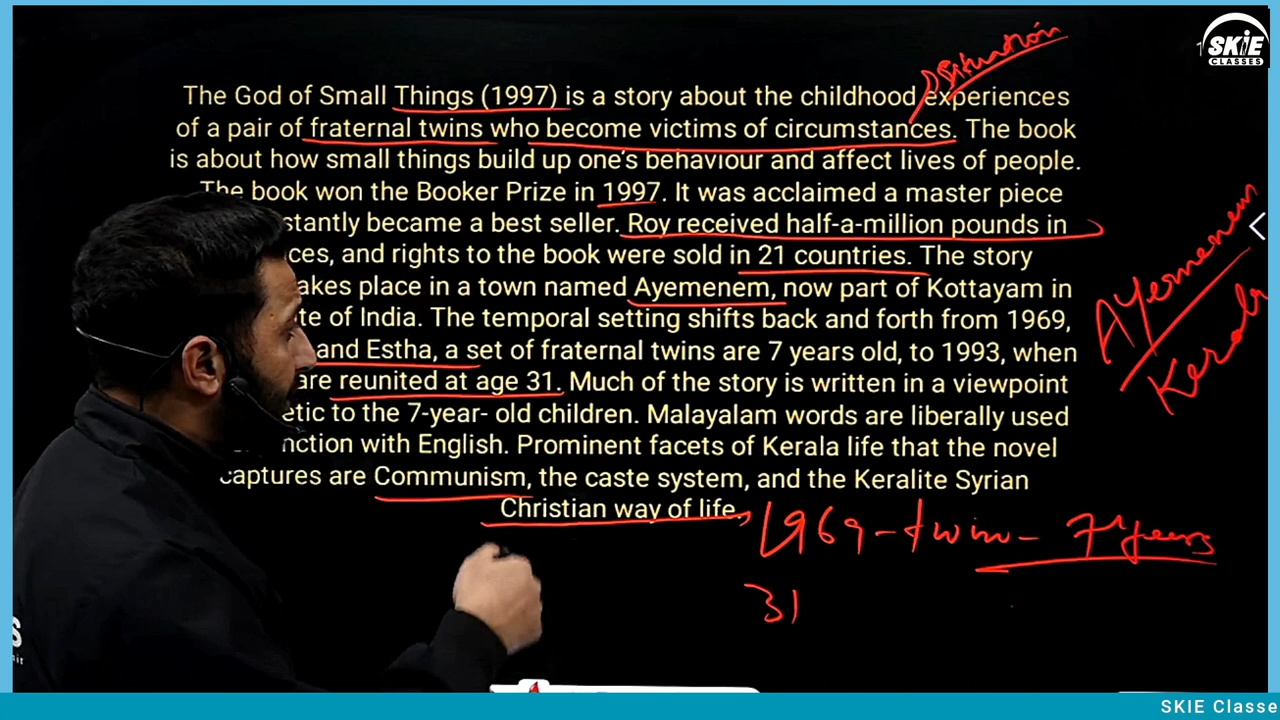 SKIE
CLASSES
situation
The God of Small Things (1997) is a story about the childhood experiences
of a pair of fraternal twins who become victims of circumstances. The book
is about how small things build up one's behaviour and affect lives of people.
The book won the Booker Prize in 1997. It was acclaimed a master piece
stantly became a best seller. Roy received half-a-million pounds in
ces, and rights to the book were sold in 21 countries. The story
akes place in a town named Ayemenem, now part of Kottayam in
te of India. The temporal setting shifts back and forth from 1969,
and Estha, a set of fraternal twins are 7 years old, to 1993, when
are reunited at age 31. Much of the story is written in a viewpoint
etic to the 7-year- old children. Malayalam words are liberally used
nction with English. Prominent facets of Kerala life that the novel
captures are Communism, the caste system, and the Keralite Syrian
Christian way of life.
Ayemenem
Kerala
1969 - twin - 7 years
31
SKIE Classe